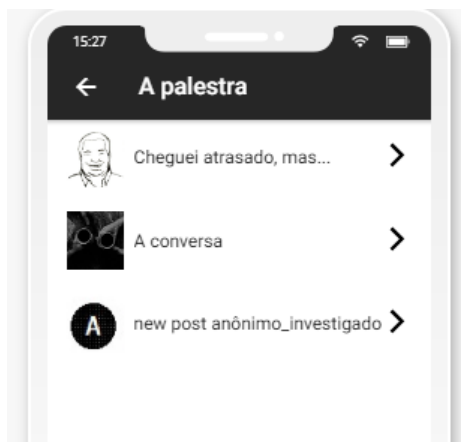 15:27
A palestra
Cheguei atrasado, mas...
A conversa
A
new post anônimo_investigado